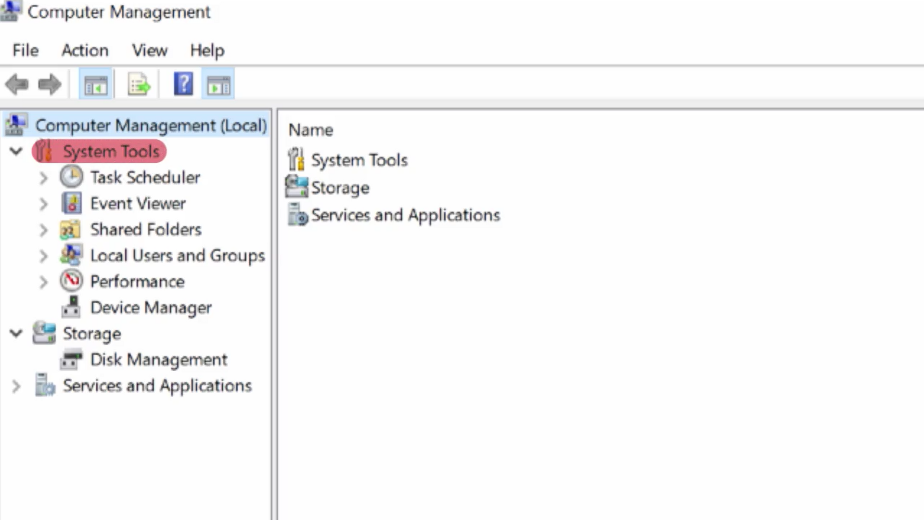 Computer Management
File Action View Help
Computer Management (Local)
System Tools
Task Scheduler
Event Viewer
Shared Folders
Local Users and Groups
Performance
Device Manager
Storage
Disk Management
Services and Applications
Name
System Tools
Storage
Services and Applications